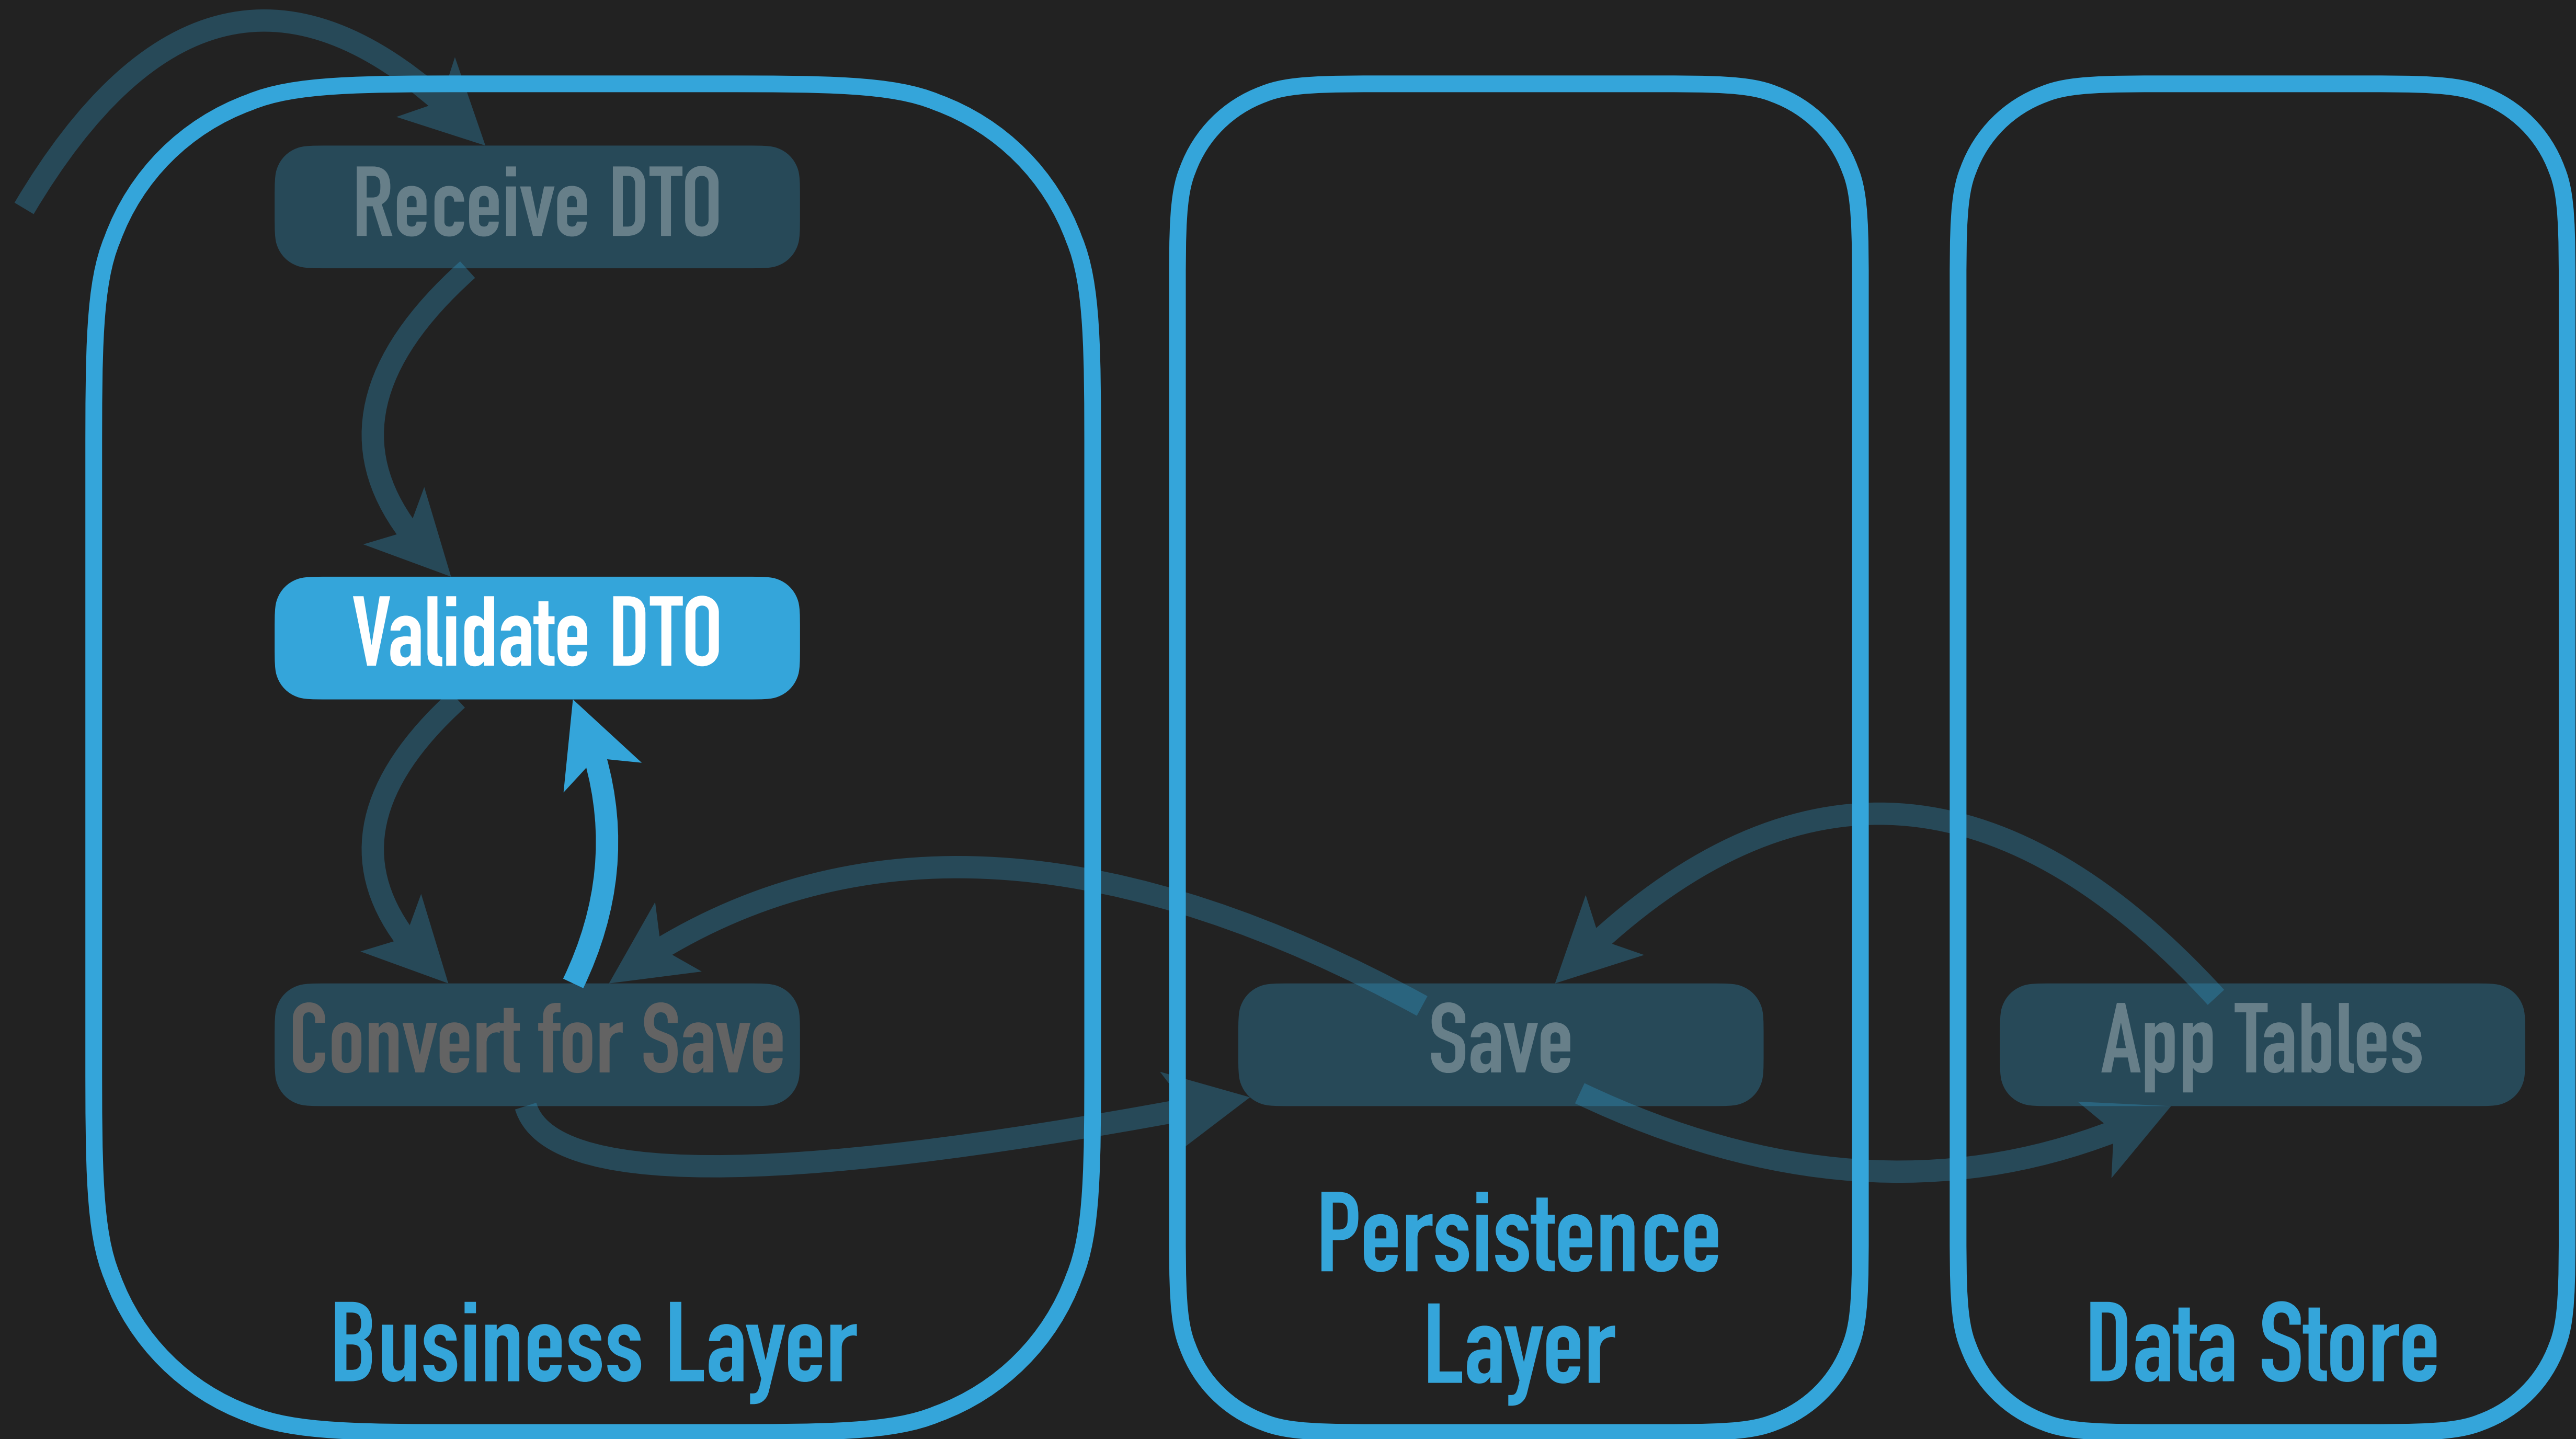 Receive DTO
Validate DTO
Convert for Save
Save
App Tables
Business Layer
Persistence
Layer
Data Store